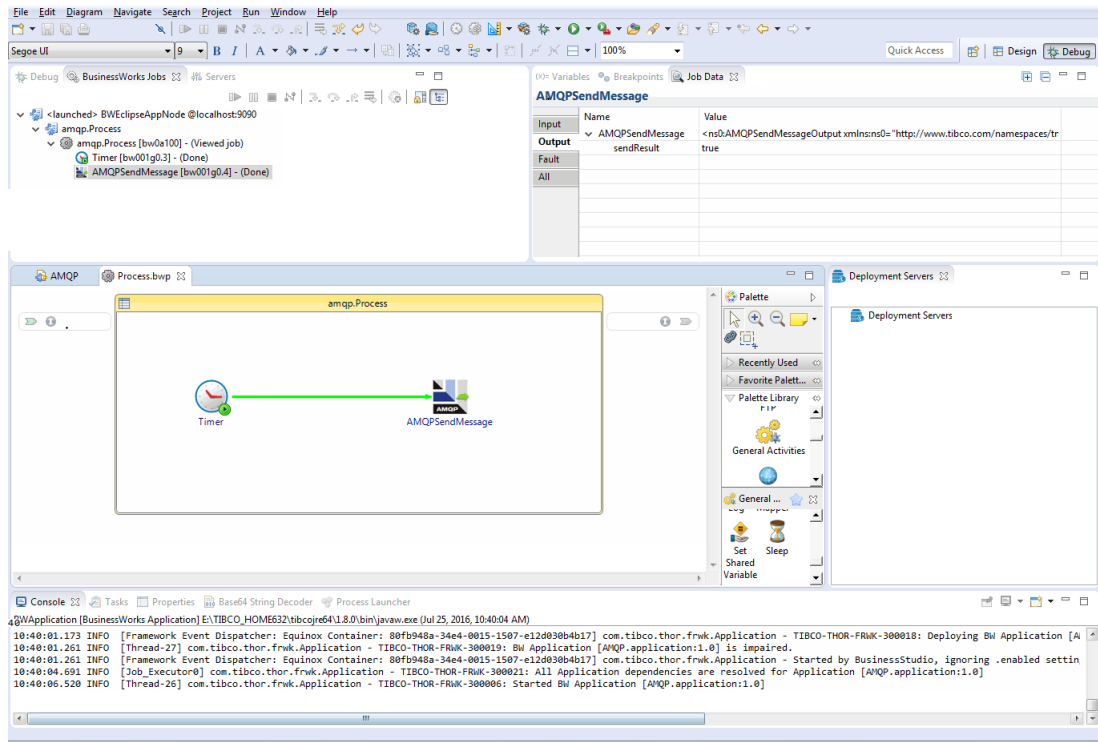 File Edit Diagram Navigate Search Project Run Window Help
Segoe UI 9 B I A 100% Quick Access Design Debug
Debug BusinessWorks Jobs Servers
<launched> BWEclipseAppNode @localhost:9090
amqp.Process
amqp.Process [bw0a100] - (Viewed job)
Timer [bw001g0.3] - (Done)
AMQPSendMessage [bw001g0.4] - (Done)
(x)= Variables Breakpoints Job Data
AMQPSendMessage
Input
Output
Fault
All
Name Value
AMQPSendMessage <ns0:AMQPSendMessageOutput xmlns:ns0="http://www.tibco.com/namespaces/tr
sendResult true
AMQP Process.bwp
amqp.Process
Timer
AMQP
AMQPSendMessage
Palette
Recently Used
Favorite Palett...
Palette Library
FTP
General Activities
General ...
Log Mapper
Set Shared Variable
Sleep
Deployment Servers
Deployment Servers
Console Tasks Properties Base64 String Decoder Process Launcher
BWApplication [BusinessWorks Application] E:\TIBCO_HOME632\tibcojre64\1.8.0\bin\javaw.exe (Jul 25, 2016, 10:40:04 AM)
10:40:01.173 INFO [Framework Event Dispatcher: Equinox Container: 80fb948a-34e4-0015-1507-e12d030b4b17] com.tibco.thor.frwk.Application - TIBCO-THOR-FRWK-300018: Deploying BW Application [A
10:40:01.261 INFO [Thread-27] com.tibco.thor.frwk.Application - TIBCO-THOR-FRWK-300019: BW Application [AMQP.application:1.0] is impaired.
10:40:01.261 INFO [Framework Event Dispatcher: Equinox Container: 80fb948a-34e4-0015-1507-e12d030b4b17] com.tibco.thor.frwk.Application - Started by BusinessStudio, ignoring .enabled settin
10:40:04.691 INFO [Job_Executor0] com.tibco.thor.frwk.Application - TIBCO-THOR-FRWK-300021: All Application dependencies are resolved for Application [AMQP.application:1.0]
10:40:06.520 INFO [Thread-26] com.tibco.thor.frwk.Application - TIBCO-THOR-FRWK-300006: Started BW Application [AMQP.application:1.0]